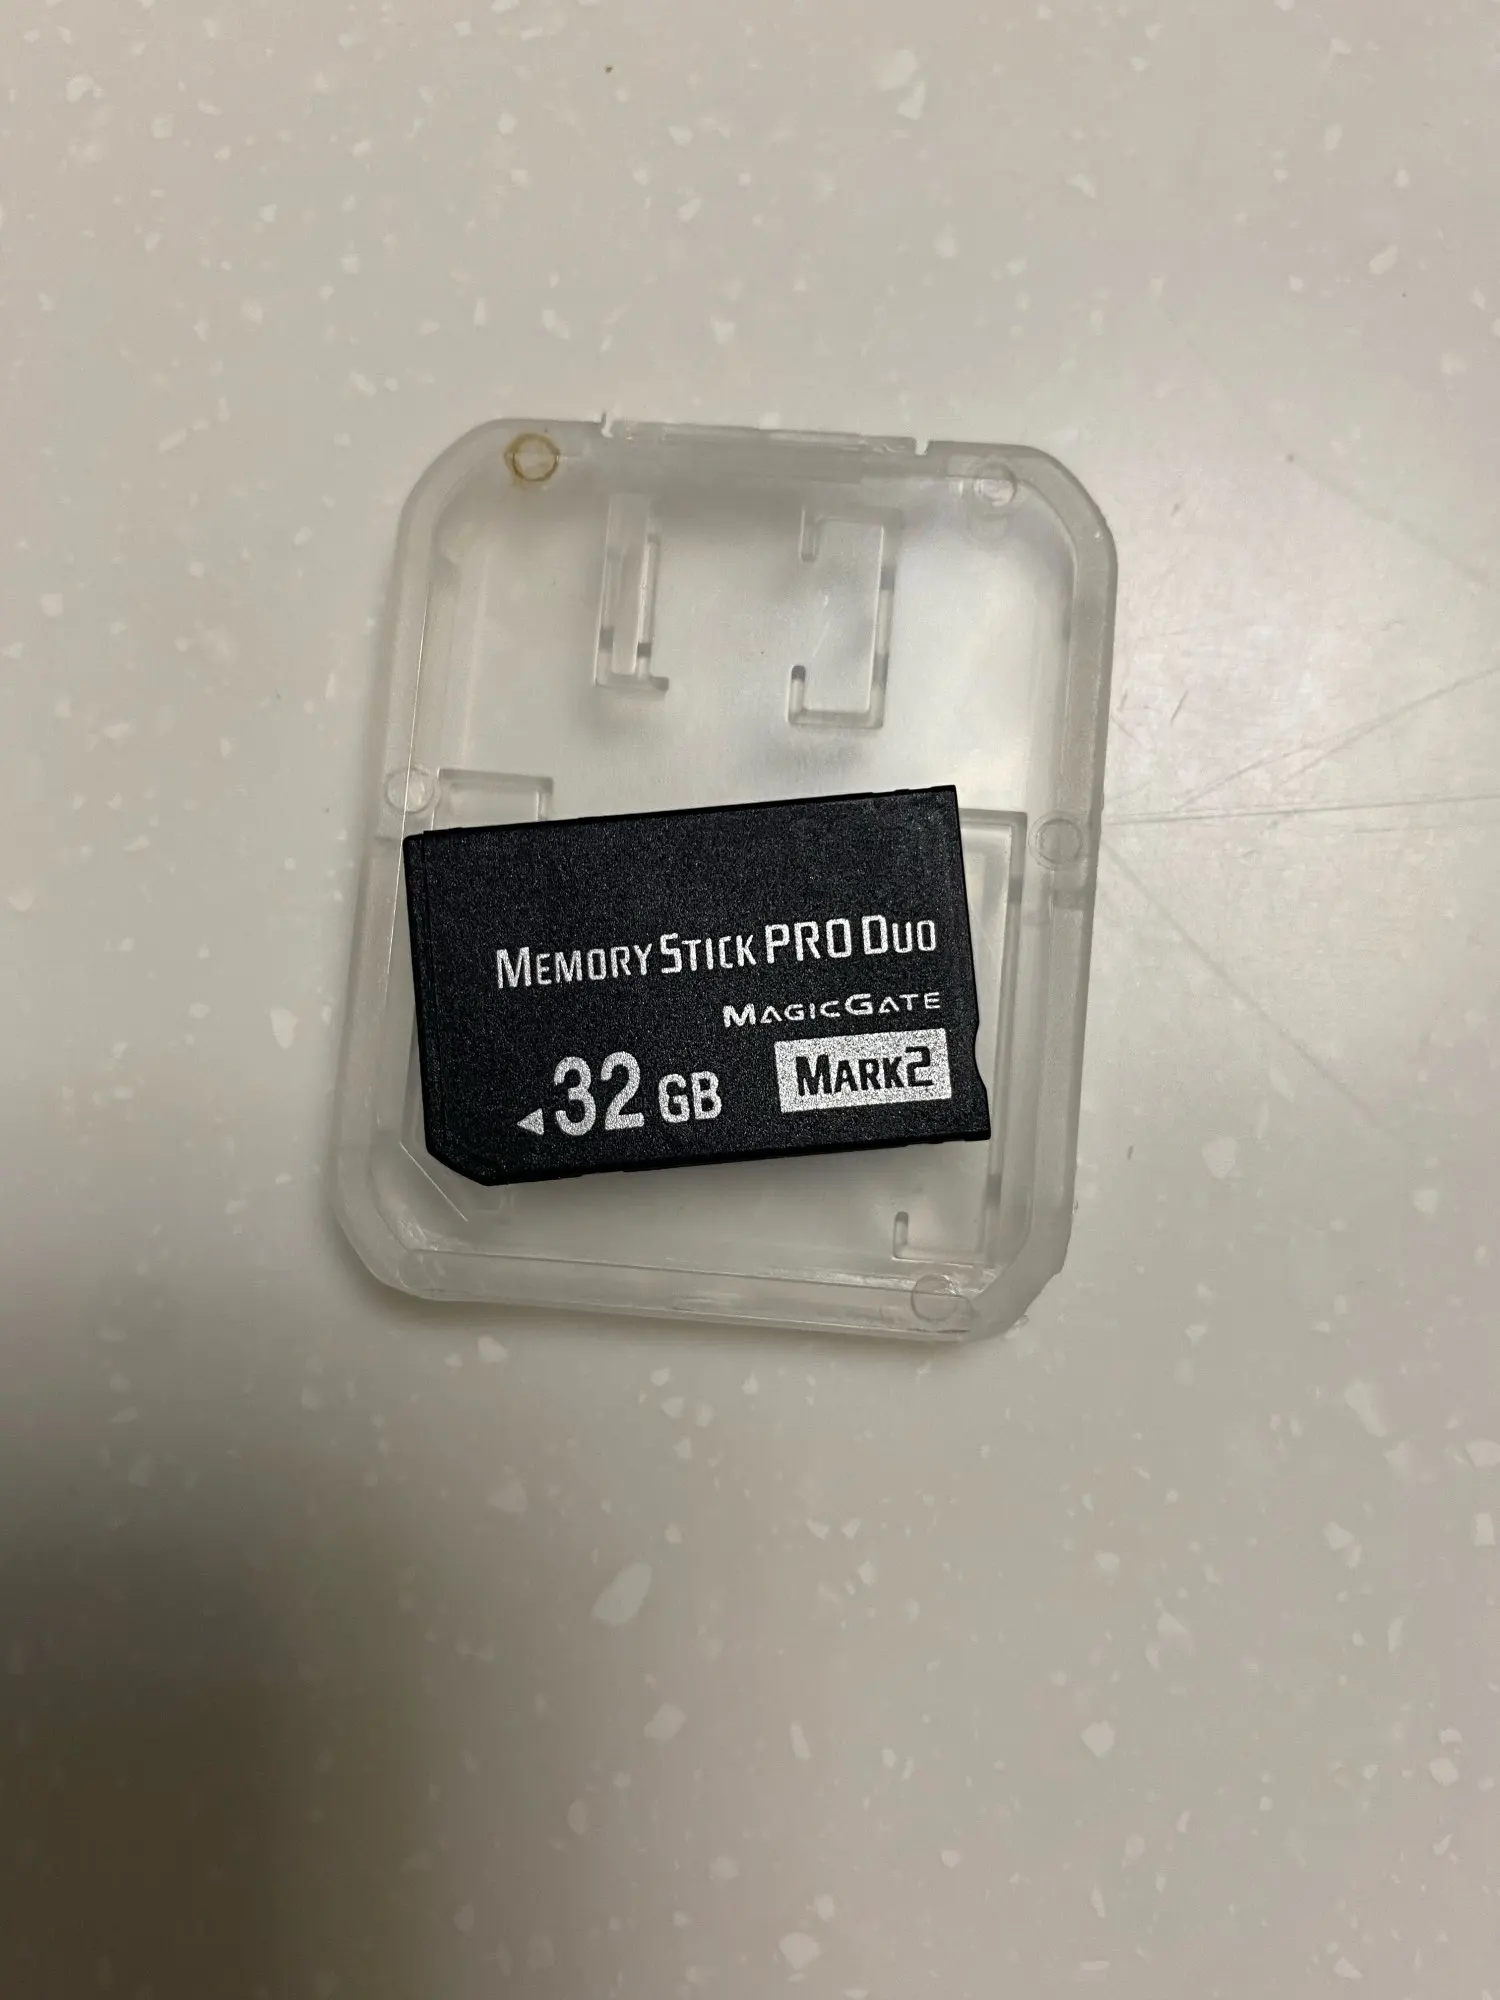 MEMORY STICK PRO DUO
MAGICGATE
◀32 GB
MARK2